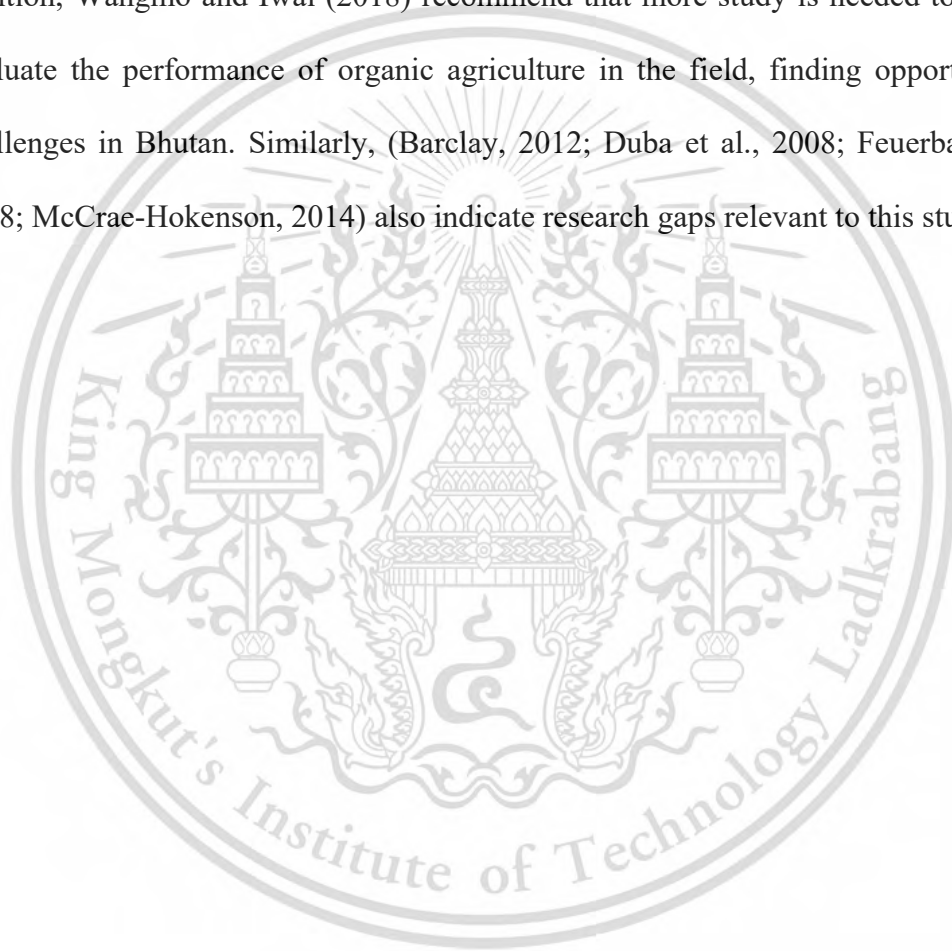 ition, Wangmo and Iwai (2018) recommend that more study is needed to
luate the performance of organic agriculture in the field, finding opport
llenges in Bhutan. Similarly, (Barclay, 2012; Duba et al., 2008; Feuerba
8; McCrae-Hokenson, 2014) also indicate research gaps relevant to this stu
๔
King Mongkut's Institute of Technology Ladkrabang